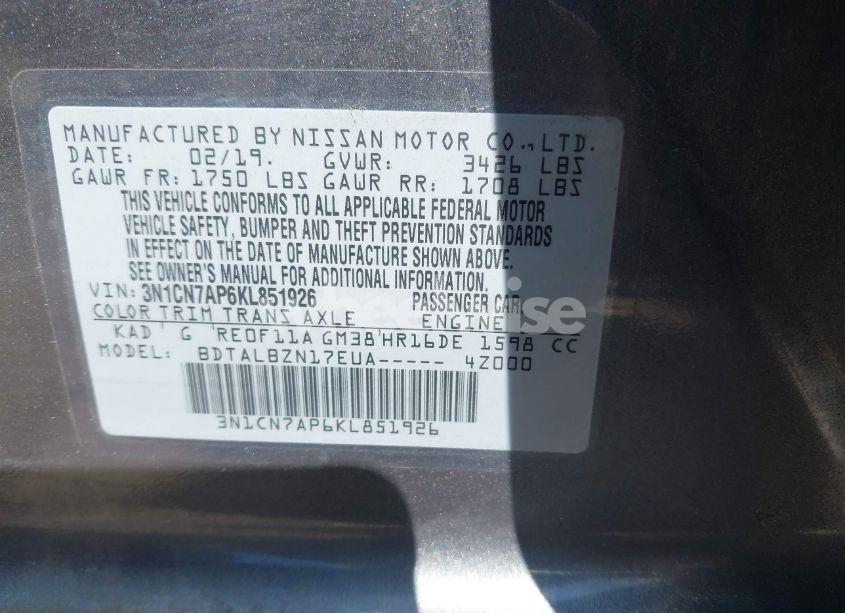 MANUFACTURED BY NISSAN MOTOR CO., LTD.
DATE: 02/19. GVWR: 3426 LBS
GAWR FR: 1750 LBS GAWR RR: 1708 LBS
THIS VEHICLE CONFORMS TO ALL APPLICABLE FEDERAL MOTOR
VEHICLE SAFETY, BUMPER AND THEFT PREVENTION STANDARDS
IN EFFECT ON THE DATE OF MANUFACTURE SHOWN ABOVE.
SEE OWNER'S MANUAL FOR ADDITIONAL INFORMATION.
VIN: 3N1CN7AP6KL851926 PASSENGER CAR
COLOR TRIM TRANS AXLE ENGINE
KAD G RE0F11A GM38 HR16DE 1598 CC
MODEL: BDTALBZN17EUA----- 4Z000
3N1CN7AP6KL851926